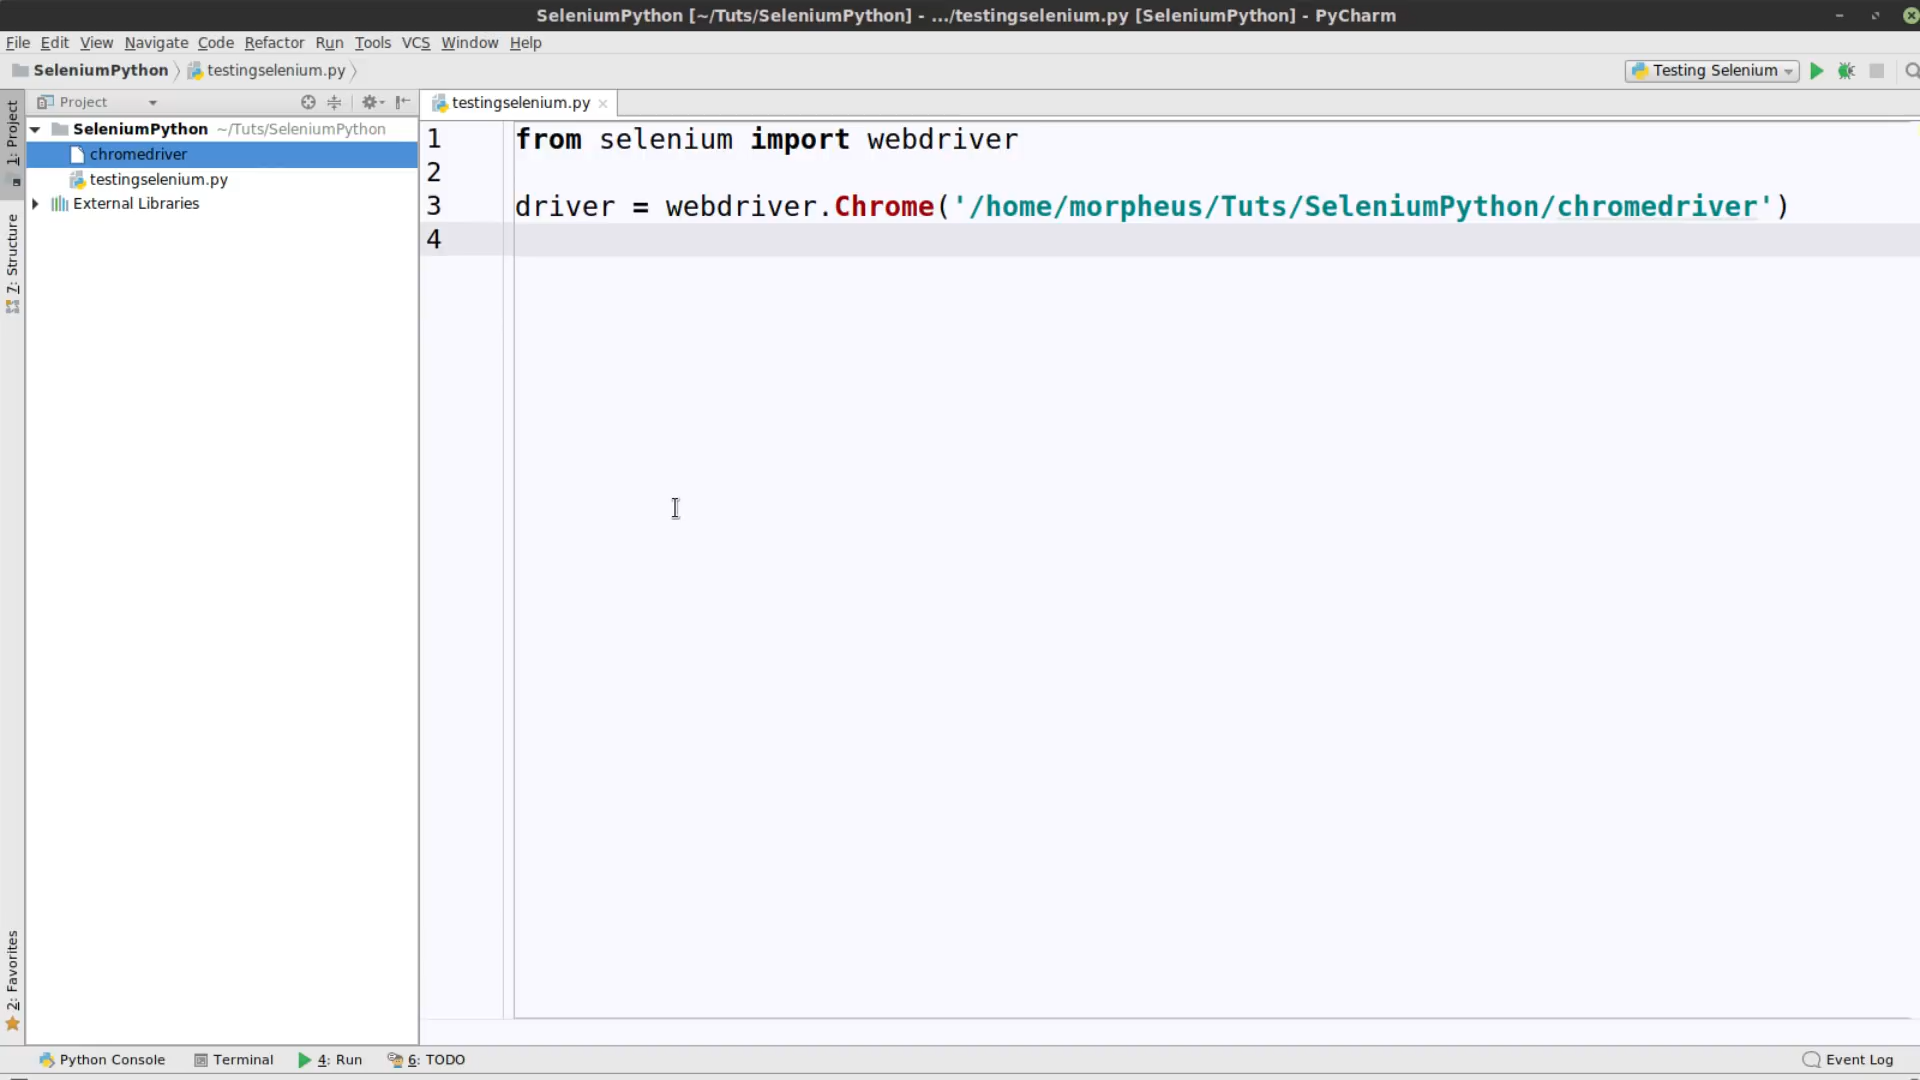 SeleniumPython [~/Tuts/SeleniumPython] - .../testingselenium.py [SeleniumPython] - PyCharm
File Edit View Navigate Code Refactor Run Tools VCS Window Help
SeleniumPython testingselenium.py
Testing Selenium
1: Project
7: Structure
2: Favorites
Project
SeleniumPython ~/Tuts/SeleniumPython
chromedriver
testingselenium.py
External Libraries
testingselenium.py
1 from selenium import webdriver
2
3 driver = webdriver.Chrome('/home/morpheus/Tuts/SeleniumPython/chromedriver')
4
Python Console Terminal 4: Run 6: TODO Event Log